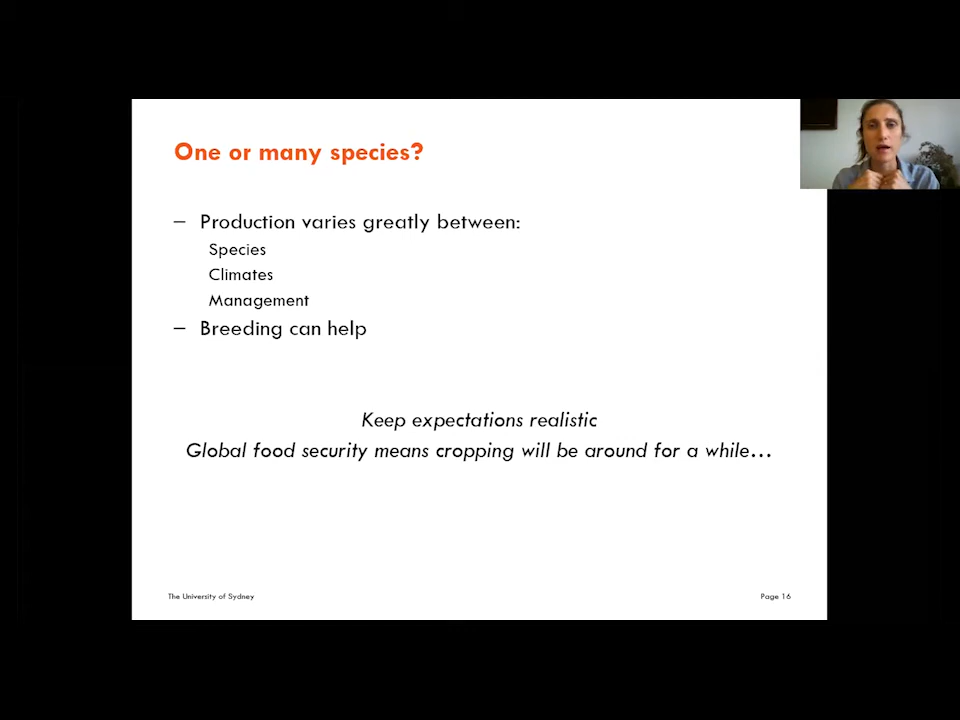 One or many species?
– Production varies greatly between:
Species
Climates
Management
– Breeding can help
Keep expectations realistic
Global food security means cropping will be around for a while...
The University of Sydney
Page 16